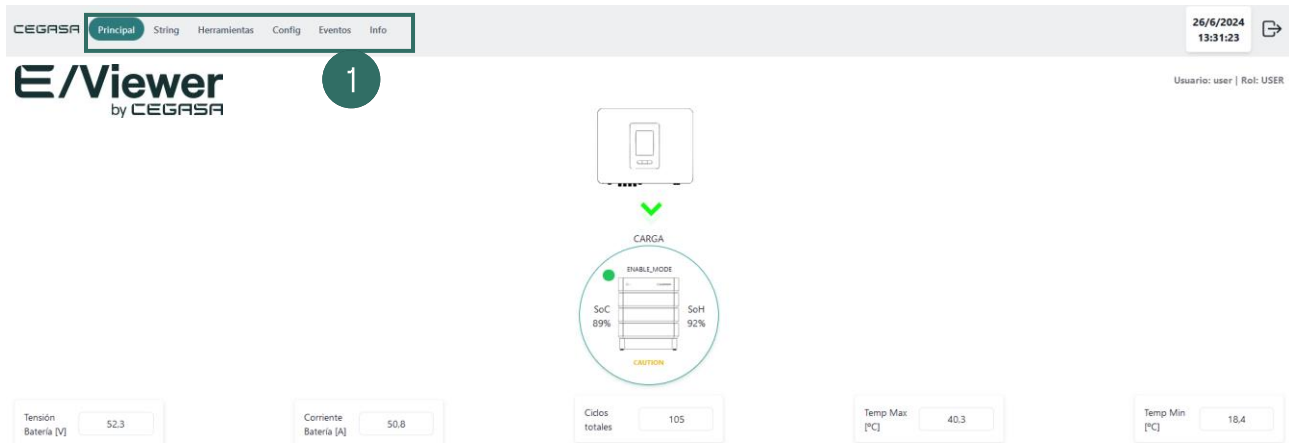 CEGASA Principal String Herramientas Config Eventos Info
26/6/2024
13:31:23
1
E/Viewer
by CEGASA
Usuario: user | Rol: USER
CARGA
ENABLE_MODE
SoC
89%
SoH
92%
CAUTION
Tensión
Batería [V]
52.3
Corriente
Batería [A]
50.8
Ciclos
totales
105
Temp Max
[ºC]
40.3
Temp Min
[ºC]
18.4